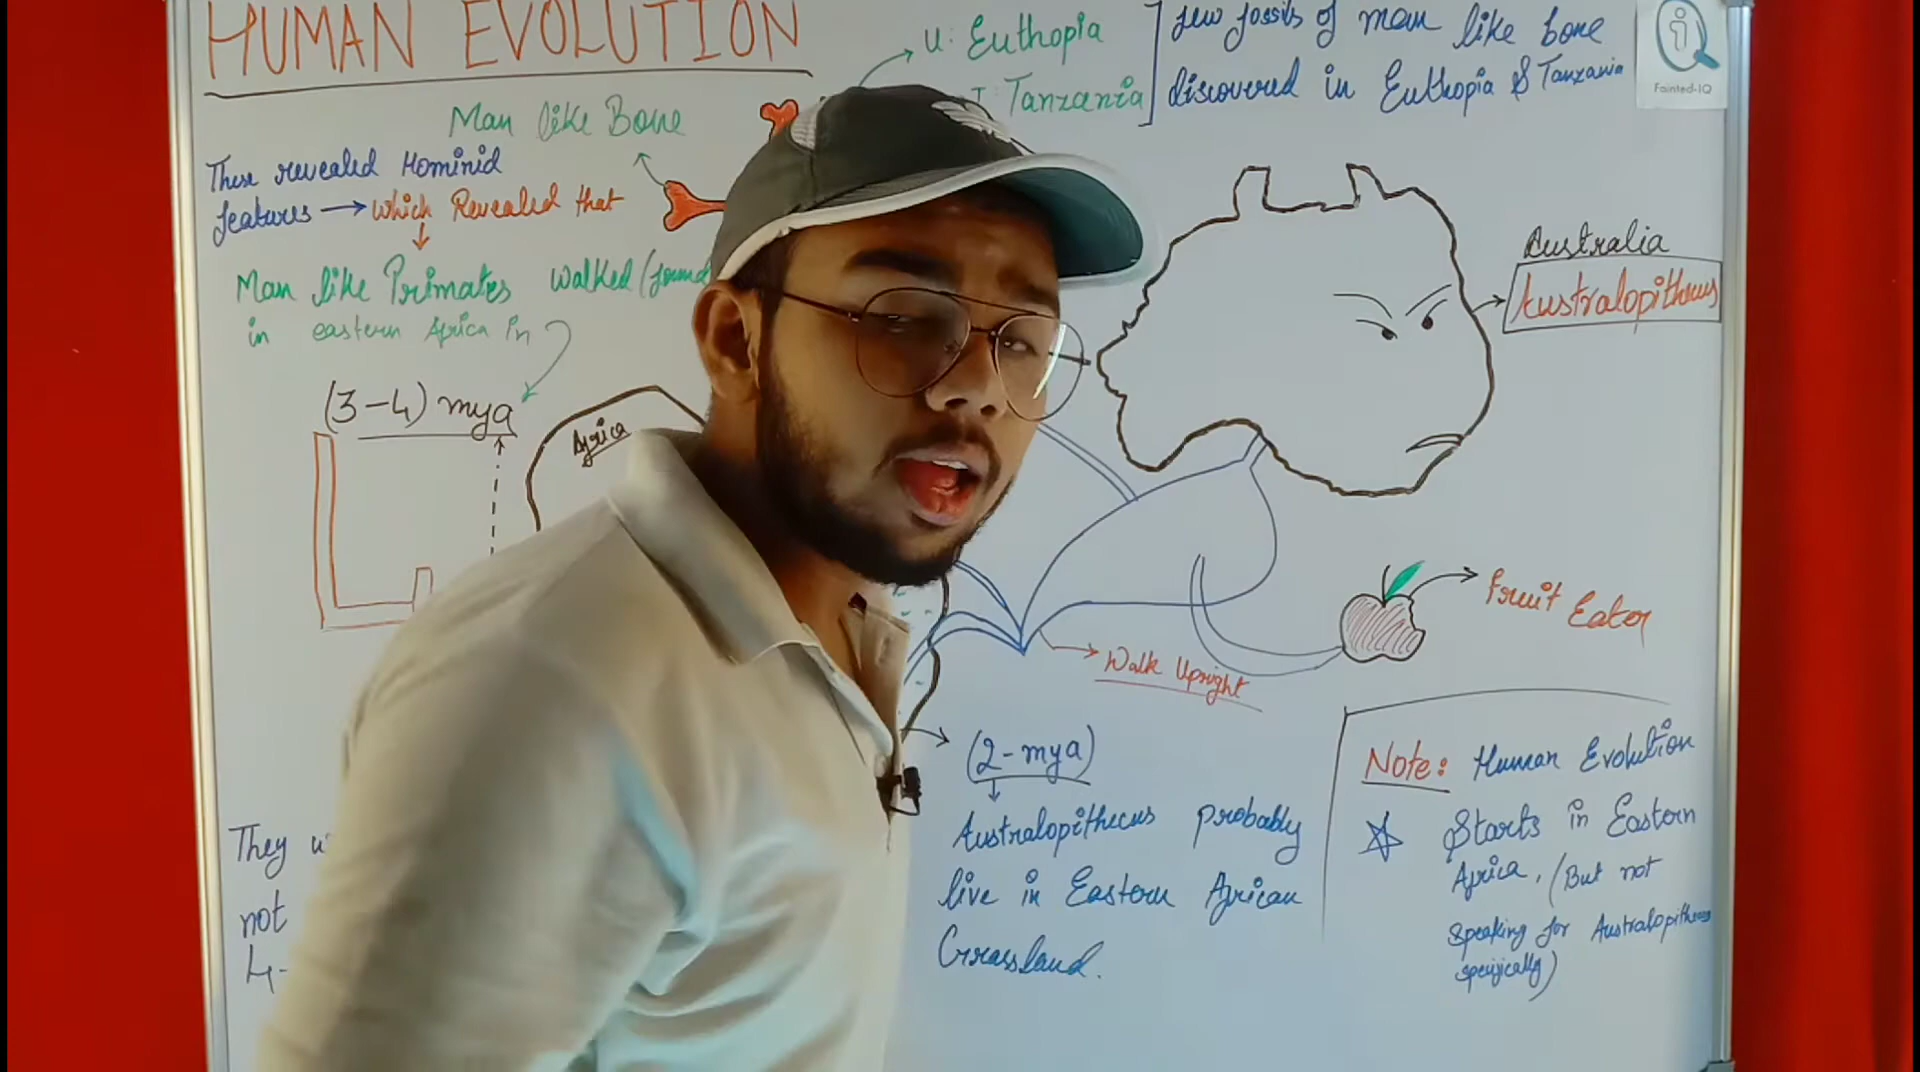 HUMAN EVOLUTION
U: Euthopia
T: Tanzania
few fossils of man like bone
discovered in Euthopia & Tanzania
Fainted-IQ
Man like Bone
These revealed Hominid
features → which Revealed that
Man like Primates walked (found
in eastern Africa in
(3-4) mya
Africa
Australia
Australopithecus
Fruit Eater
Walk Upright
(2-mya)
Australopithecus probably
live in Eastern African
Grassland.
Note: Human Evolution
Starts in Eastern
Africa, (But not
speaking for Australopithecus
specifically)
They
not
4-